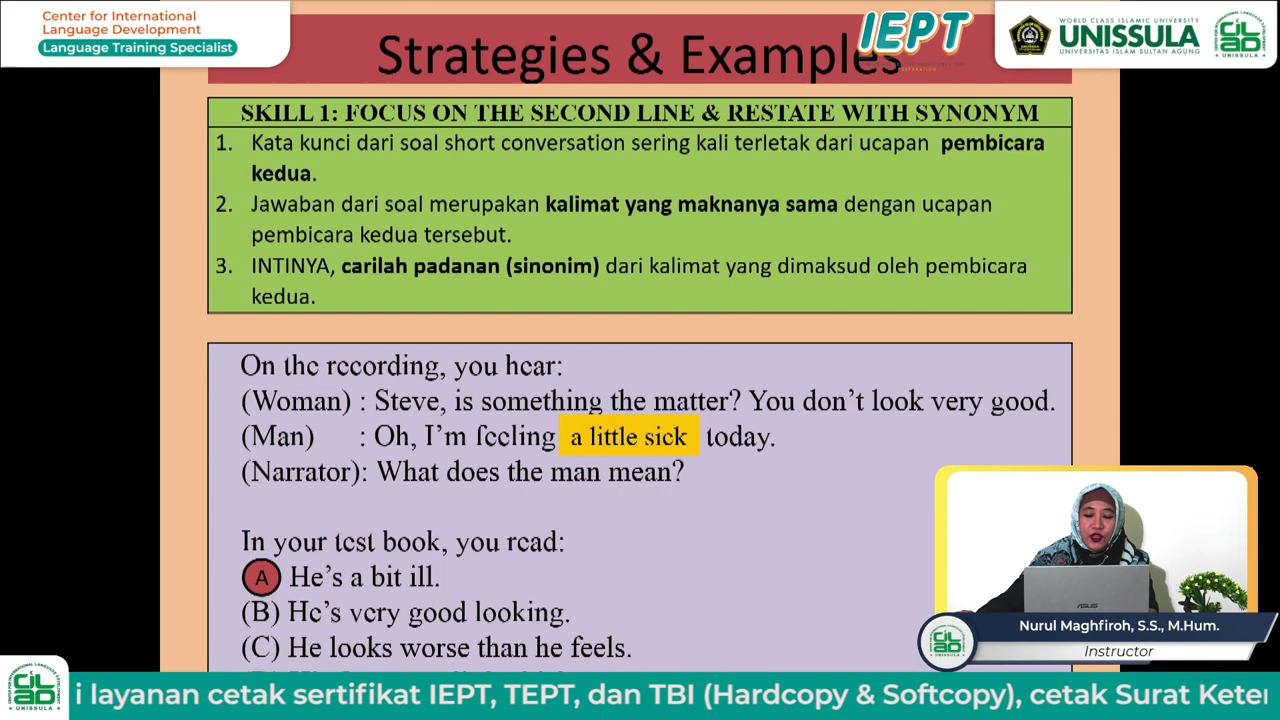 Center for International
Language Development
Language Training Specialist
IEPT
WORLD CLASS ISLAMIC UNIVERSITY
UNISSULA
UNIVERSITAS ISLAM SULTAN AGUNG
CILAD
UNISSULA
Strategies & Examples
SKILL 1: FOCUS ON THE SECOND LINE & RESTATE WITH SYNONYM
1. Kata kunci dari soal short conversation sering kali terletak dari ucapan pembicara
kedua.
2. Jawaban dari soal merupakan kalimat yang maknanya sama dengan ucapan
pembicara kedua tersebut.
3. INTINYA, carilah padanan (sinonim) dari kalimat yang dimaksud oleh pembicara
kedua.
On the recording, you hear:
(Woman) : Steve, is something the matter? You don't look very good.
(Man) : Oh, I'm feeling a little sick today.
(Narrator): What does the man mean?
In your test book, you read:
A He's a bit ill.
(B) He's very good looking.
(C) He looks worse than he feels.
ASUS
Nurul Maghfiroh, S.S., M.Hum.
Instructor
CILAD
UNISSULA
i layanan cetak sertifikat IEPT, TEPT, dan TBI (Hardcopy & Softcopy), cetak Surat Keter